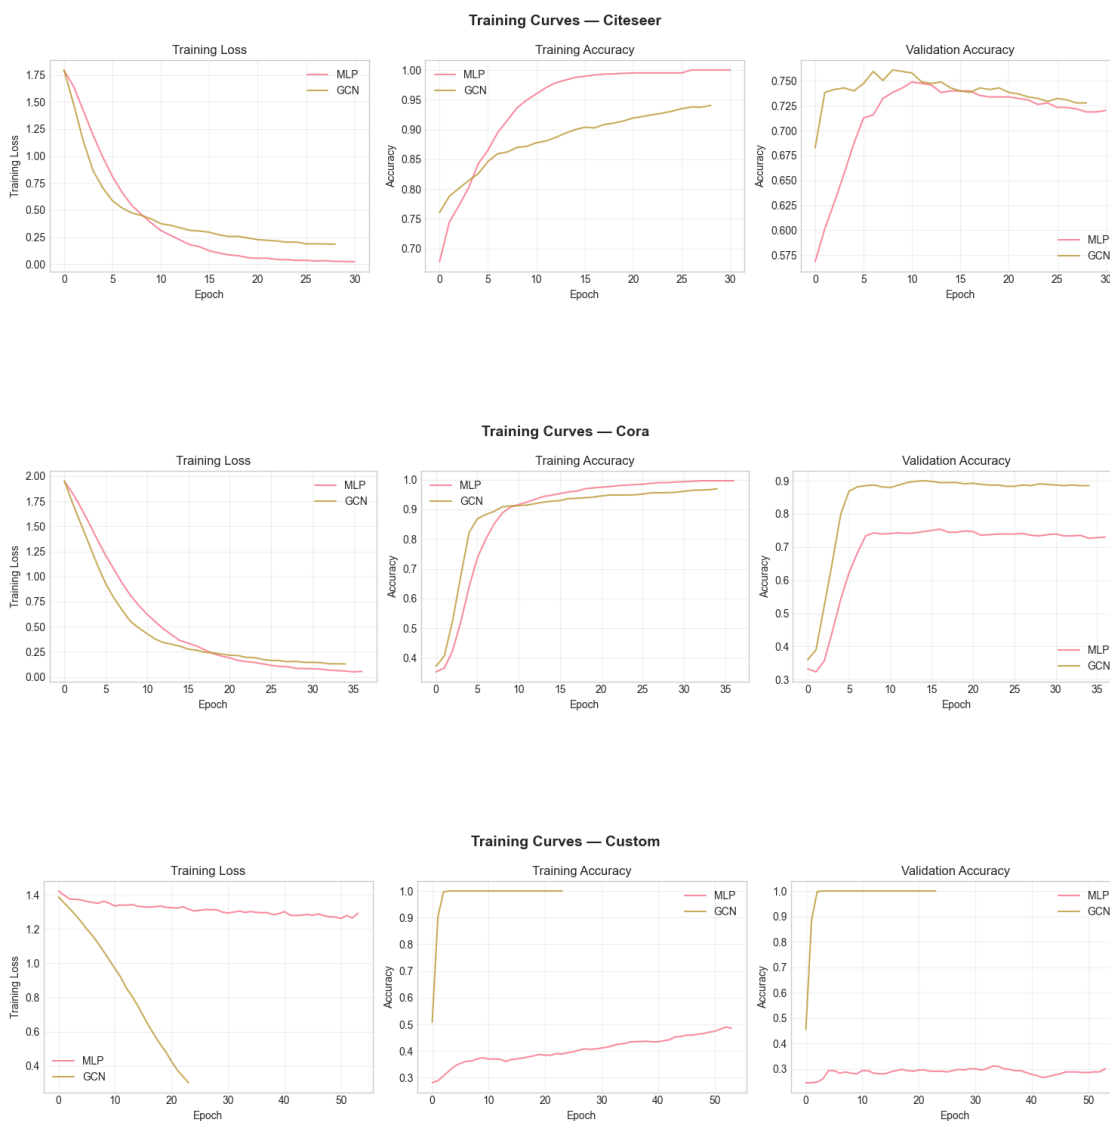 Training Curves — Citeseer
Training Loss
1.75
1.50
1.25
1.00
0.75
0.50
0.25
0.00
Training Loss
MLP
GCN
0 5 10 15 20 25 30
Epoch
Training Accuracy
1.00
0.95
0.90
0.85
0.80
0.75
0.70
Accuracy
MLP
GCN
0 5 10 15 20 25 30
Epoch
Validation Accuracy
0.750
0.725
0.700
0.675
0.650
0.625
0.600
0.575
Accuracy
MLP
GCN
0 5 10 15 20 25 30
Epoch
Training Curves — Cora
Training Loss
2.00
1.75
1.50
1.25
1.00
0.75
0.50
0.25
0.00
Training Loss
MLP
GCN
0 5 10 15 20 25 30 35
Epoch
Training Accuracy
1.0
0.9
0.8
0.7
0.6
0.5
0.4
Accuracy
MLP
GCN
0 5 10 15 20 25 30 35
Epoch
Validation Accuracy
0.9
0.8
0.7
0.6
0.5
0.4
0.3
Accuracy
MLP
GCN
0 5 10 15 20 25 30 35
Epoch
Training Curves — Custom
Training Loss
1.4
1.2
1.0
0.8
0.6
0.4
Training Loss
MLP
GCN
0 10 20 30 40 50
Epoch
Training Accuracy
1.0
0.9
0.8
0.7
0.6
0.5
0.4
0.3
Accuracy
MLP
GCN
0 10 20 30 40 50
Epoch
Validation Accuracy
1.0
0.9
0.8
0.7
0.6
0.5
0.4
0.3
Accuracy
MLP
GCN
0 10 20 30 40 50
Epoch